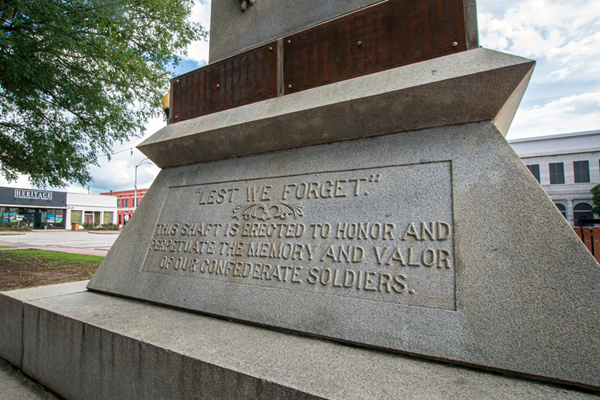 HERITAGE
"LEST WE FORGET."
THIS SHAFT IS ERECTED TO HONOR AND
PERPETUATE THE MEMORY AND VALOR
OF OUR CONFEDERATE SOLDIERS.